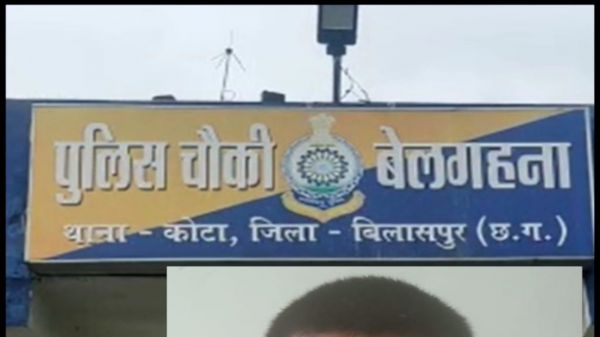 पुलिस चौकी बेलगहना
थाना - कोटा, जिला - बिलासपुर (छ.ग.)